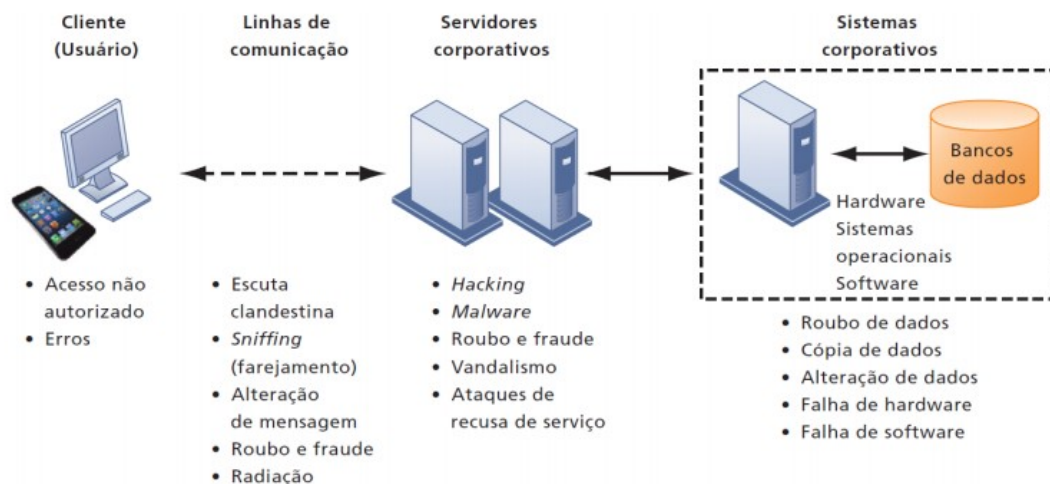 Cliente
(Usuário)
Linhas de
comunicação
Servidores
corporativos
Sistemas
corporativos
Bancos
de dados
Hardware
Sistemas
operacionais
Software
• Acesso não
autorizado
• Erros
• Escuta
clandestina
• Sniffing
(farejamento)
• Alteração
de mensagem
• Roubo e fraude
• Radiação
• Hacking
• Malware
• Roubo e fraude
• Vandalismo
• Ataques de
recusa de serviço
• Roubo de dados
• Cópia de dados
• Alteração de dados
• Falha de hardware
• Falha de software